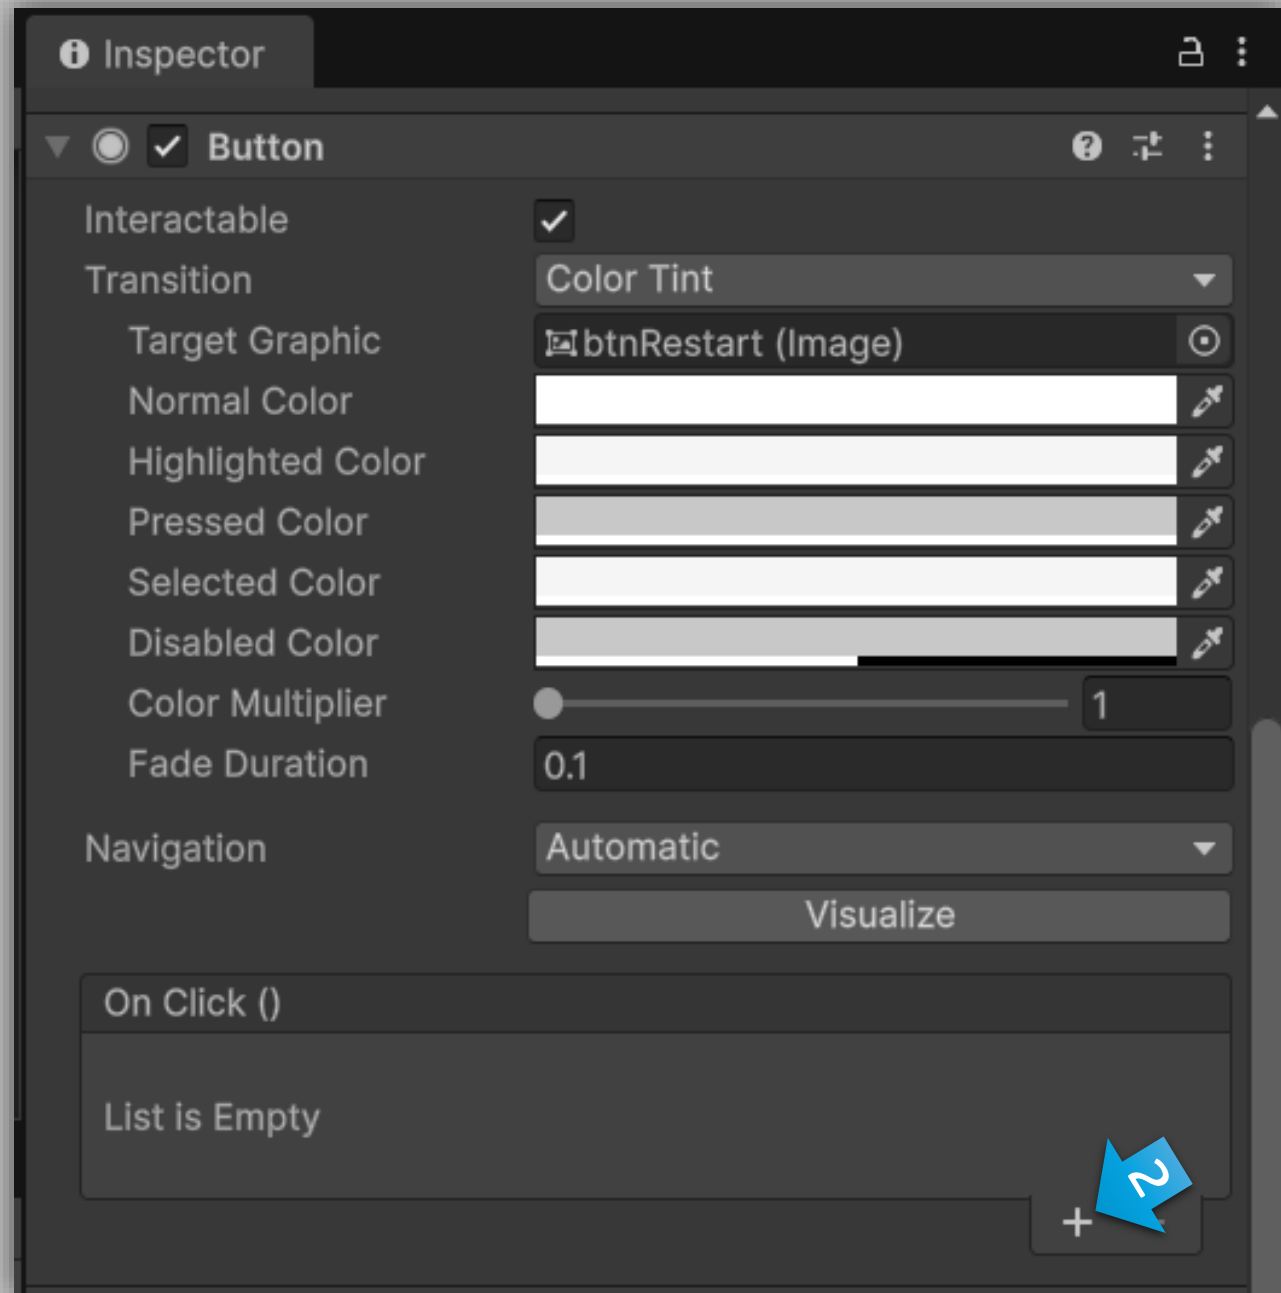 Inspector
Button
Interactable
Transition Color Tint
Target Graphic btnRestart (Image)
Normal Color
Highlighted Color
Pressed Color
Selected Color
Disabled Color
Color Multiplier 1
Fade Duration 0.1
Navigation Automatic
Visualize
On Click ()
List is Empty
2